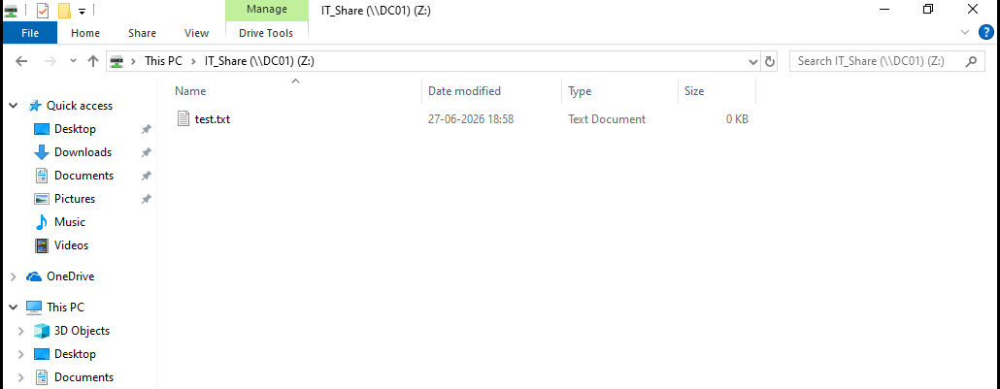 Manage
IT_Share (\\DC01) (Z:)
File
Home
Share
View
Drive Tools
This PC > IT_Share (\\DC01) (Z:)
Search IT_Share (\\DC01) (Z:)
Name
Date modified
Type
Size
Quick access
test.txt
27-06-2026 18:58
Text Document
0 KB
Desktop
Downloads
Documents
Pictures
Music
Videos
OneDrive
This PC
3D Objects
Desktop
Documents